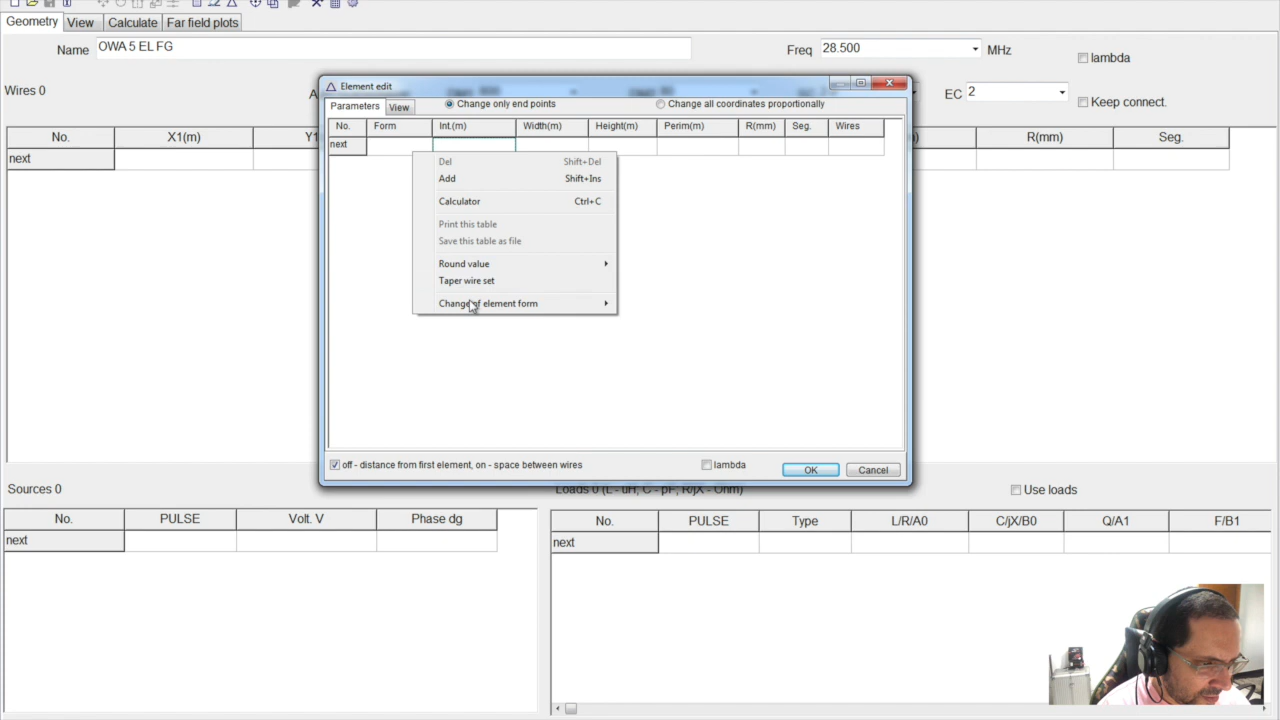 Geometry View Calculate Far field plots
Name OWA 5 EL FG Freq 28.500 MHz lambda
Wires 0 EC 2 Keep connect.
No. X1(m) R(mm) Seg.
next
Element edit
Parameters View Change only end points Change all coordinates proportionally
No. Form Int.(m) Width(m) Height(m) Perim(m) R(mm) Seg. Wires
next
Del Shift+Del
Add Shift+Ins
Calculator Ctrl+C
Print this table
Save this table as file
Round value
Taper wire set
Change of element form
off - distance from first element, on - space between wires lambda OK Cancel
Sources 0 Loads 0 (L - uH, C - pF, R/jX - Ohm) Use loads
No. PULSE Volt. V Phase dg No. PULSE Type L/R/A0 C/jX/B0 Q/A1 F/B1
next next